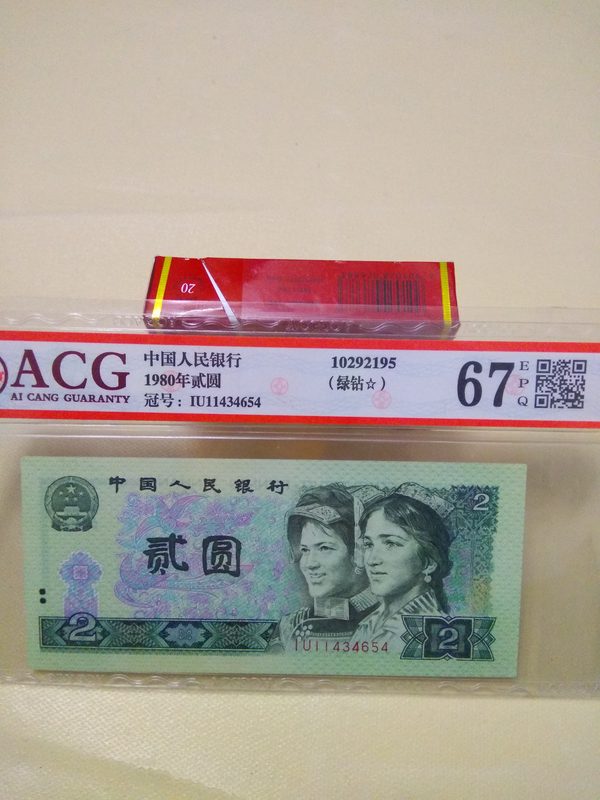 20
ACG
AI CANG GUARANTY
中国人民银行
1980年贰圆
冠号：IU11434654
10292195
（绿钻☆）
67
EPQ
中国人民银行
贰圆
2
2
2
IU11434654